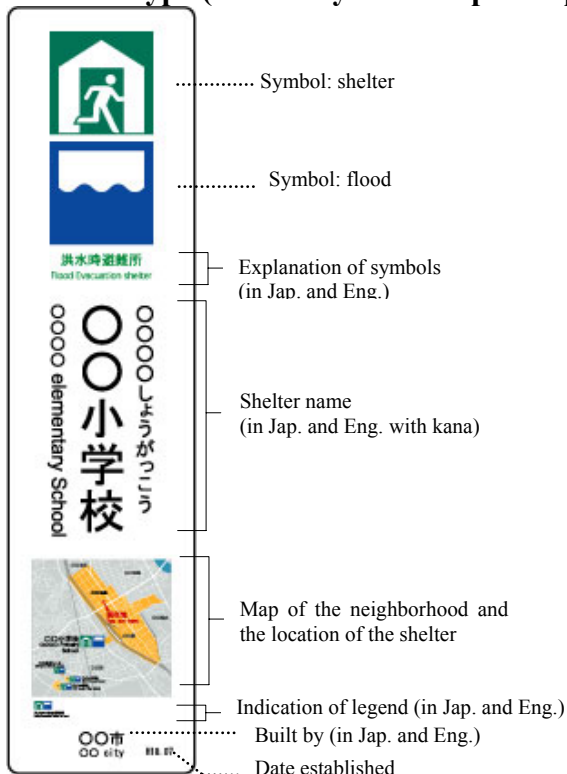 Symbol: shelter
Symbol: flood
洪水時避難所
Flood Evacuation shelter
Explanation of symbols
(in Jap. and Eng.)
〇〇〇〇しょうがっこう
〇〇小学校
〇〇〇〇 elementary School
Shelter name
(in Jap. and Eng. with kana)
Map of the neighborhood and
the location of the shelter
Indication of legend (in Jap. and Eng.)
〇〇市
〇〇 city
Built by (in Jap. and Eng.)
Date established